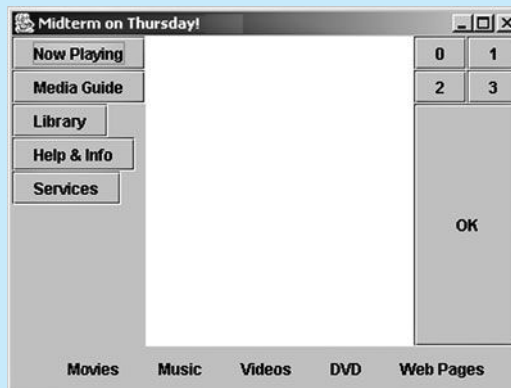 Midterm on Thursday!
Now Playing
Media Guide
Library
Help & Info
Services
0 1
2 3
OK
Movies Music Videos DVD Web Pages